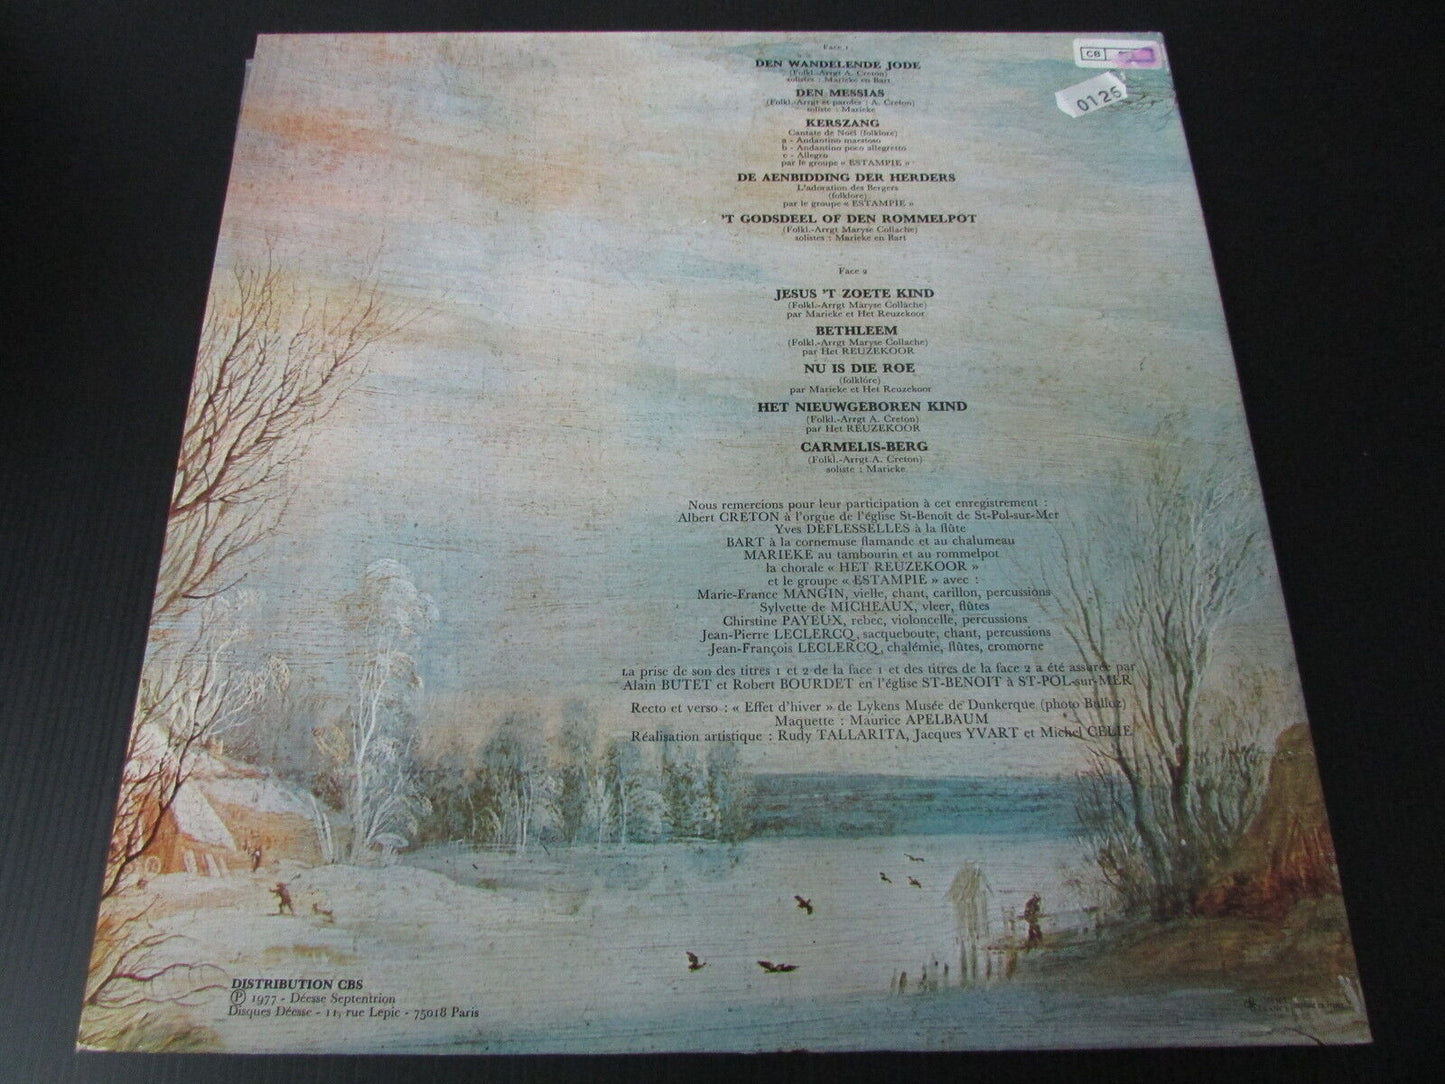 Face 1
DEN WANDELENDE JODE
(Folkl.-Arrgt A. Creton)
solistes : Marieke en Bart
DEN MESSIAS
(Folkl.-Arrgt et paroles : A. Creton)
soliste : Marieke
KERSZANG
Cantate de Noël (folklore)
a - Andantino maestoso
b - Andantino poco allegretto
c - Allegro
par le groupe « ESTAMPIE »
DE AENBIDDING DER HERDERS
L'adoration des Bergers
(folklore)
par le groupe « ESTAMPIE »
'T GODSDEEL OF DEN ROMMELPOT
(Folkl.-Arrgt Maryse Collache)
solistes : Marieke en Bart
Face 2
JESUS 'T ZOETE KIND
(Folkl.-Arrgt Maryse Collache)
par Marieke et Het Reuzekoor
BETHLEEM
(Folkl.-Arrgt Maryse Collache)
par Het REUZEKOOR
NU IS DIE ROE
(folklore)
par Marieke et Het Reuzekoor
HET NIEUWGEBOREN KIND
(Folkl.-Arrgt A. Creton)
par Het REUZEKOOR
CARMELIS-BERG
(Folkl.-Arrgt A. Creton)
soliste : Marieke
Nous remercions pour leur participation à cet enregistrement :
Albert CRETON à l'orgue de l'église St-Benoît de St-Pol-sur-Mer
Yves DEFLESSELLES à la flûte
BART à la cornemuse flamande et au chalumeau
MARIEKE au tambourin et au rommelpot
la chorale « HET REUZEKOOR »
et le groupe « ESTAMPIE » avec :
Marie-France MANGIN, vielle, chant, carillon, percussions
Sylvette de MICHEAUX, vleer, flûtes
Chirstine PAYEUX, rebec, violoncelle, percussions
Jean-Pierre LECLERCQ, sacqueboute, chant, percussions
Jean-François LECLERCQ, chalémie, flûtes, cromorne
La prise de son des titres 1 et 2 de la face 1 et des titres de la face 2 a été assurée par
Alain BUTET et Robert BOURDET en l'église ST-BENOIT à ST-POL-sur-MER
Recto et verso : « Effet d'hiver » de Lykens Musée de Dunkerque (photo Bulloz)
Maquette : Maurice APELBAUM
Réalisation artistique : Rudy TALLARITA, Jacques YVART et Michel CELIE
CB
0126
DISTRIBUTION CBS
Ⓟ 1977 - Déesse Septentrion
Disques Déesse - 11, rue Lepic - 75018 Paris